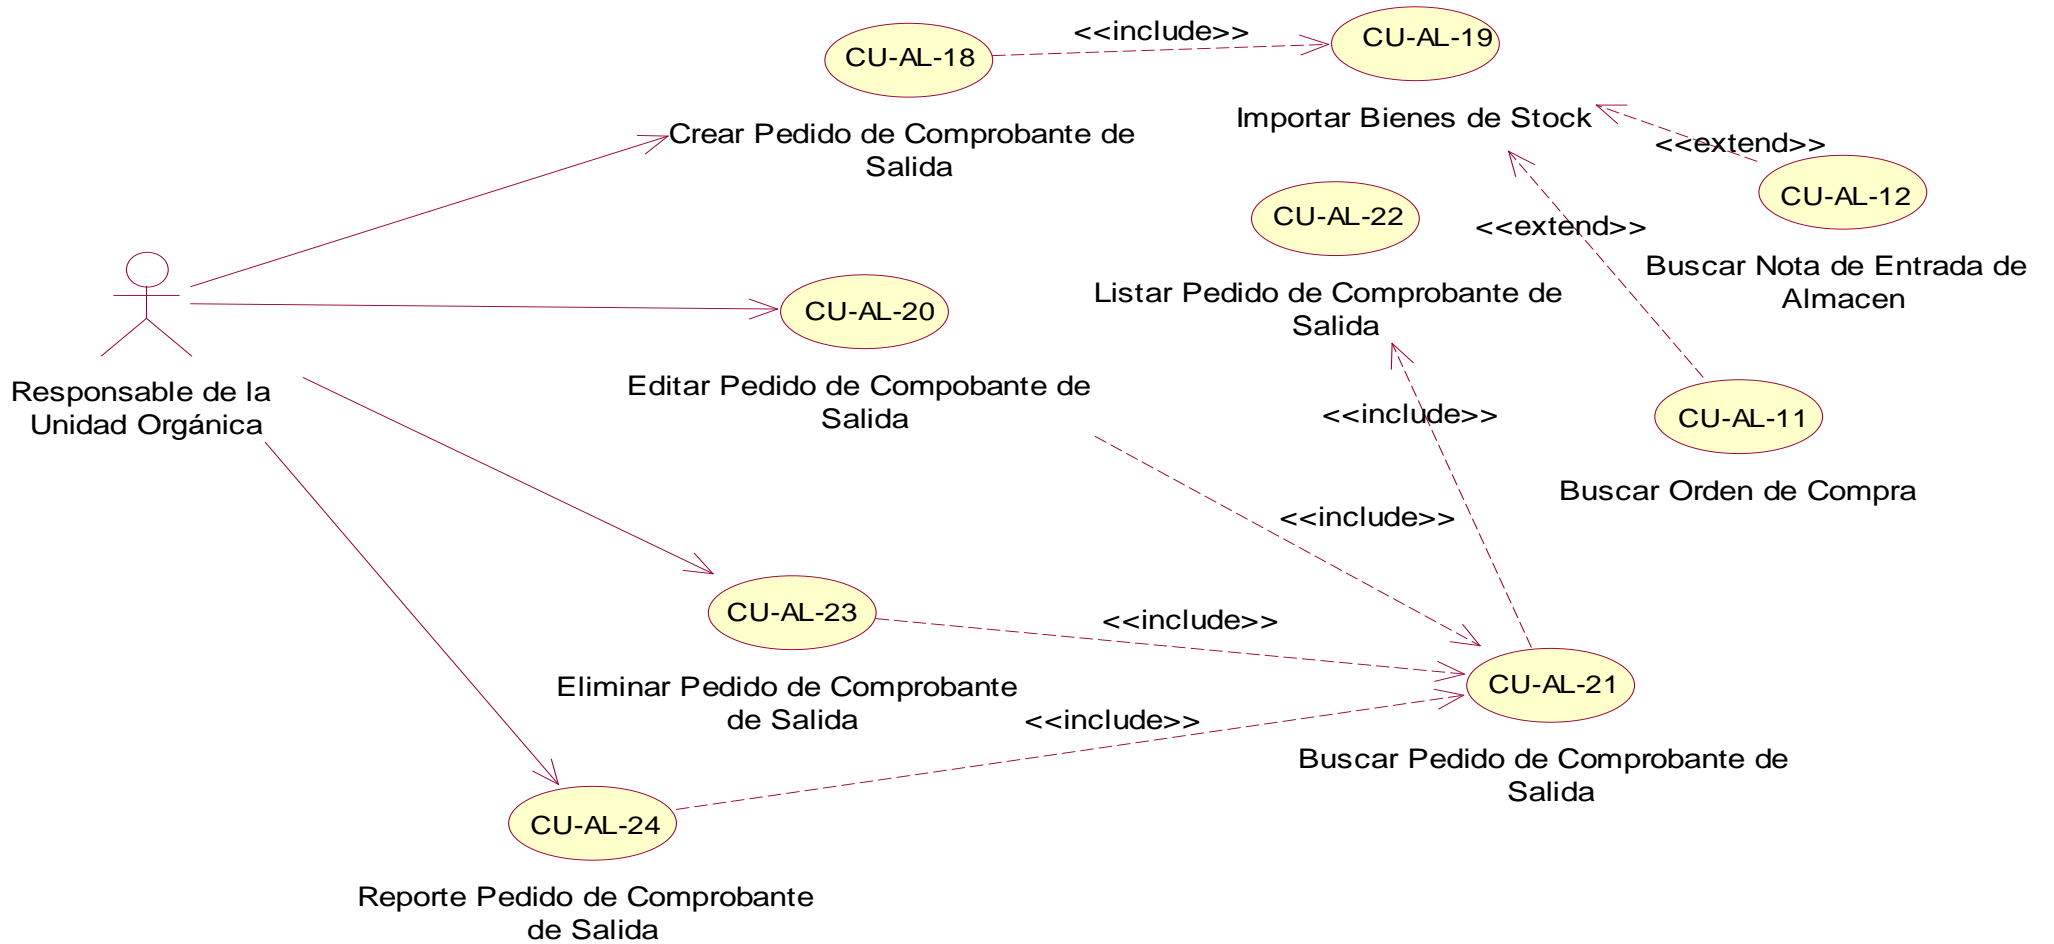 CU-AL-18
<<include>>
CU-AL-19
Crear Pedido de Comprobante de
Salida
Importar Bienes de Stock
<<extend>>
CU-AL-12
Buscar Nota de Entrada de
Almacen
CU-AL-22
<<extend>>
Listar Pedido de Comprobante de
Salida
CU-AL-20
Editar Pedido de Compobante de
Salida
Responsable de la
Unidad Orgánica
<<include>>
CU-AL-11
Buscar Orden de Compra
<<include>>
CU-AL-23
<<include>>
Eliminar Pedido de Comprobante
de Salida
<<include>>
CU-AL-21
Buscar Pedido de Comprobante de
Salida
CU-AL-24
Reporte Pedido de Comprobante
de Salida